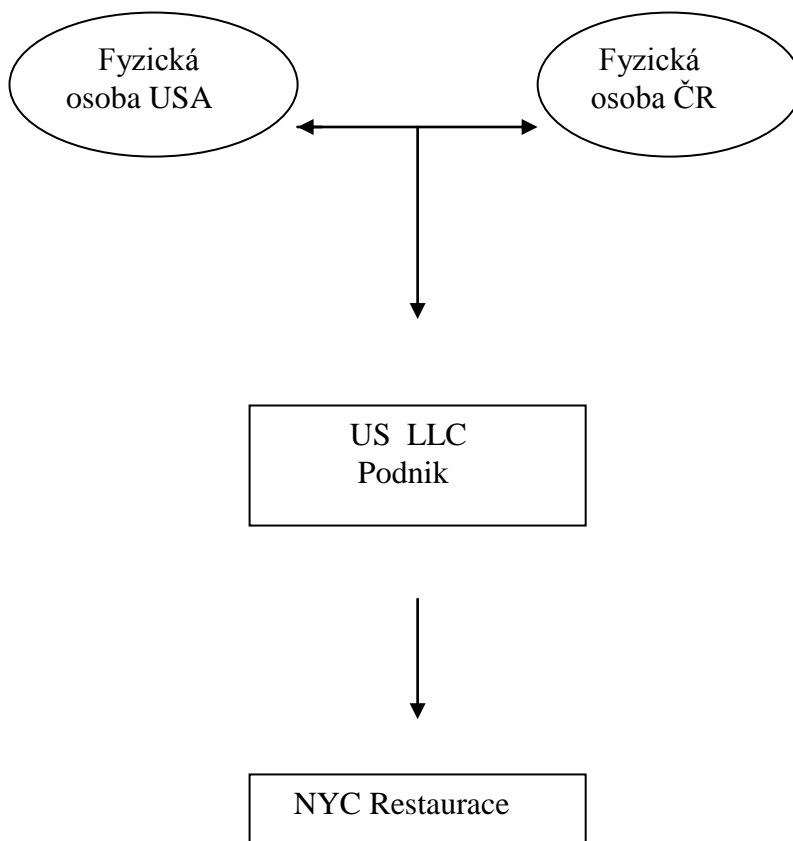 Fyzická
osoba USA
Fyzická
osoba ČR
US LLC
Podnik
NYC Restaurace